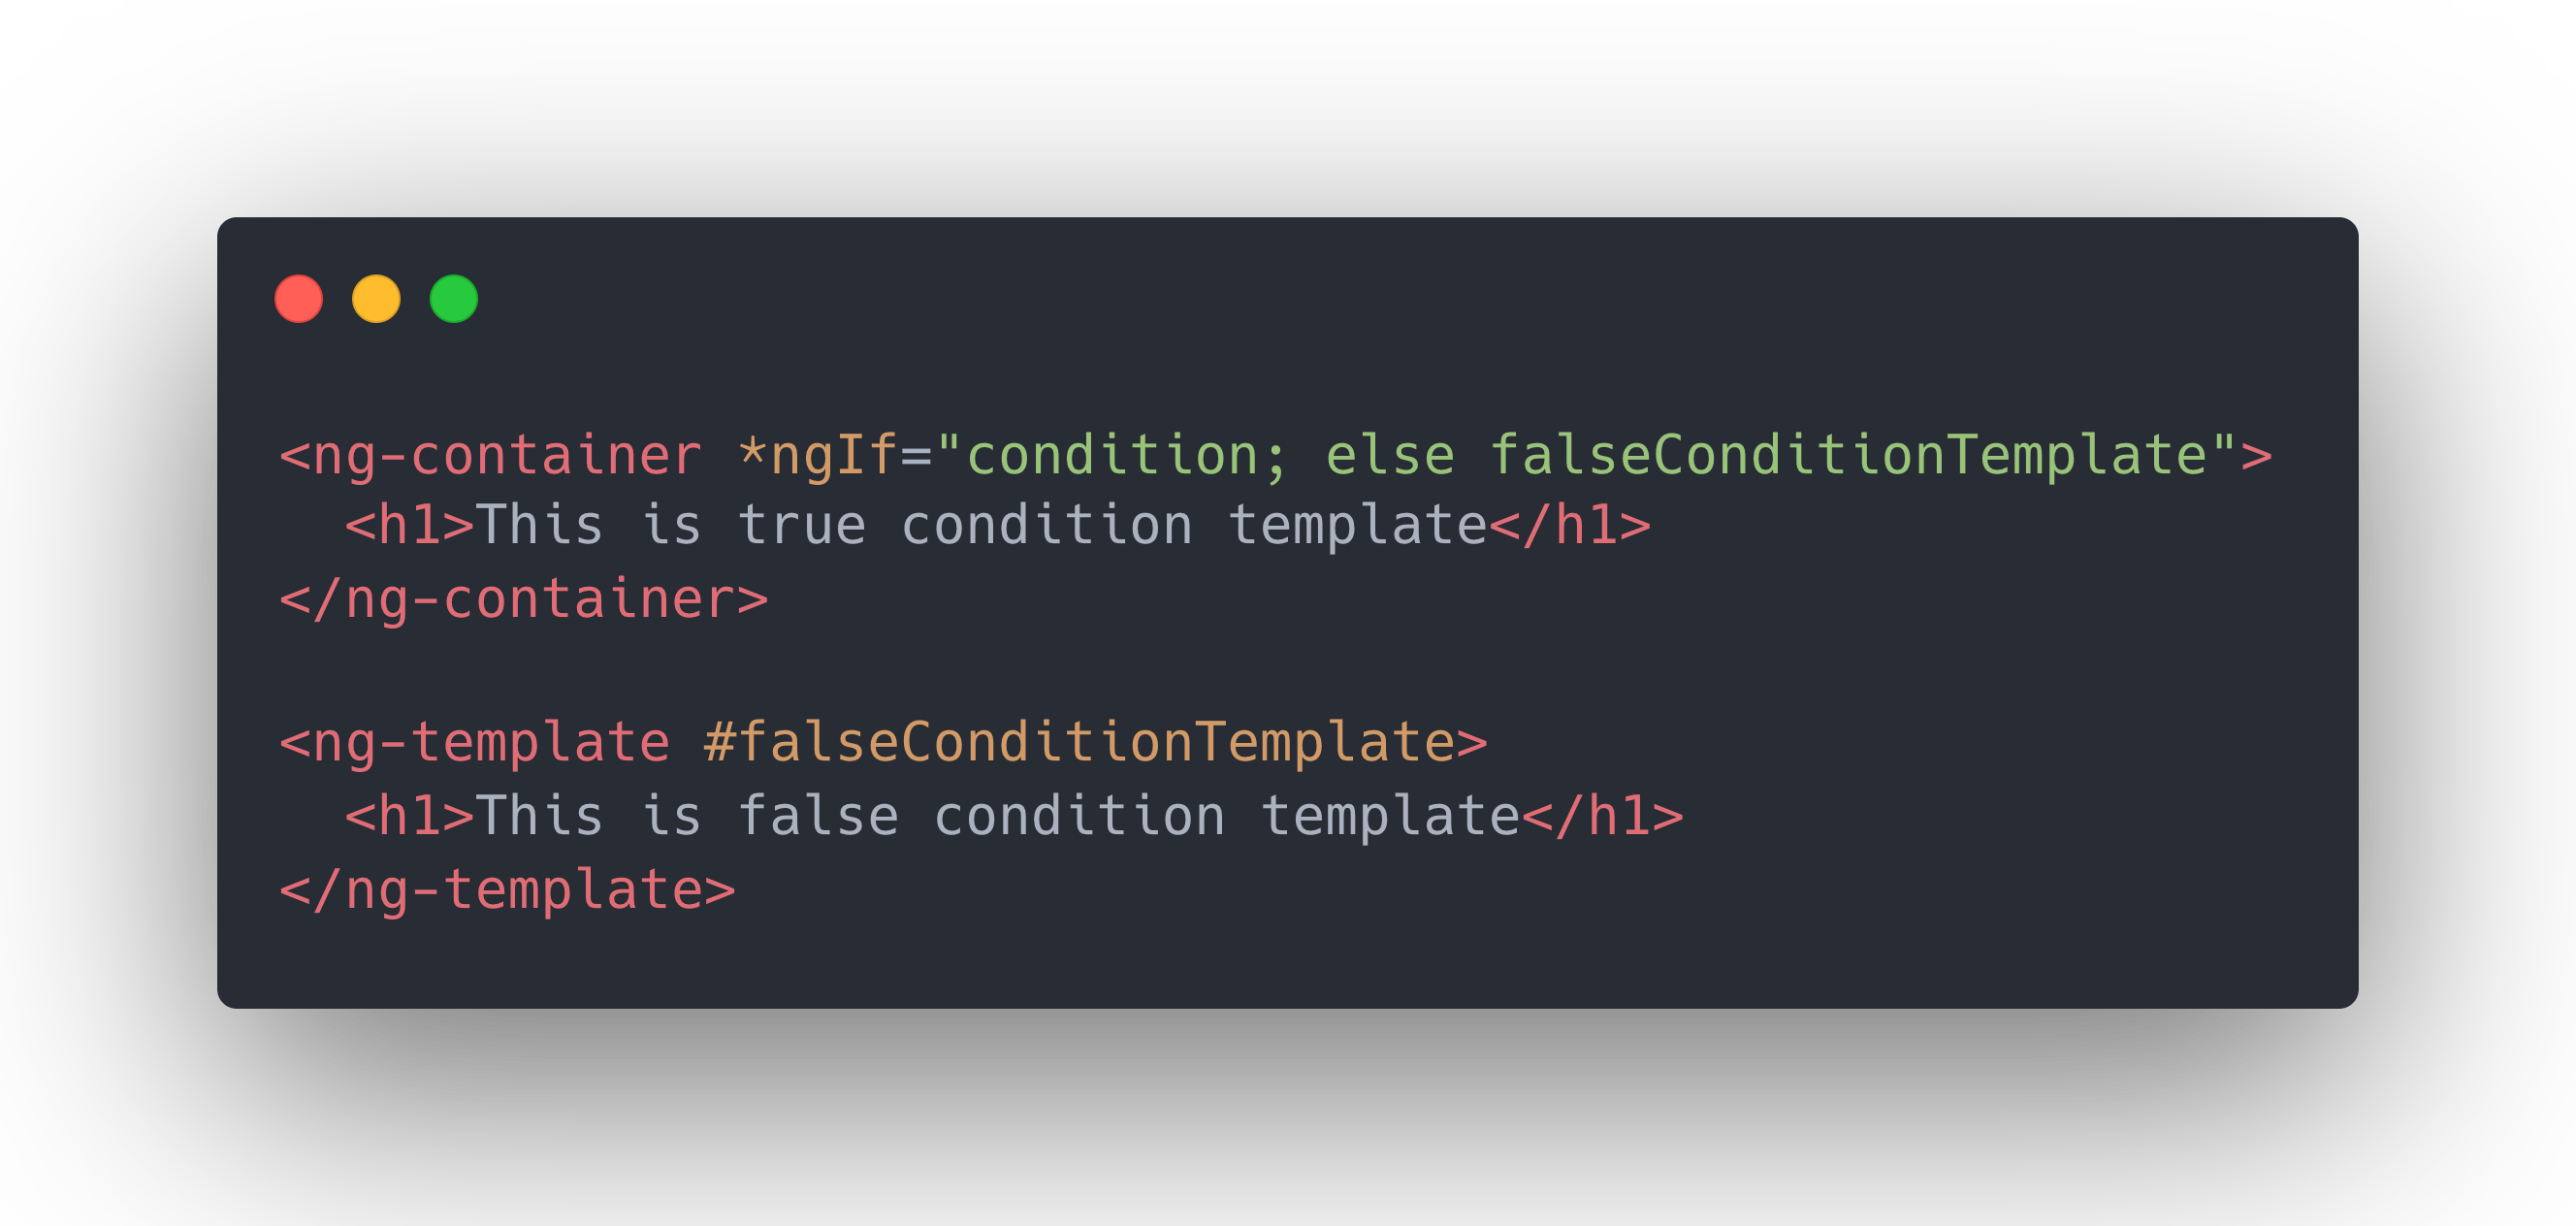 <ng-container *ngIf="condition; else falseConditionTemplate">
  <h1>This is true condition template</h1>
</ng-container>

<ng-template #falseConditionTemplate>
  <h1>This is false condition template</h1>
</ng-template>